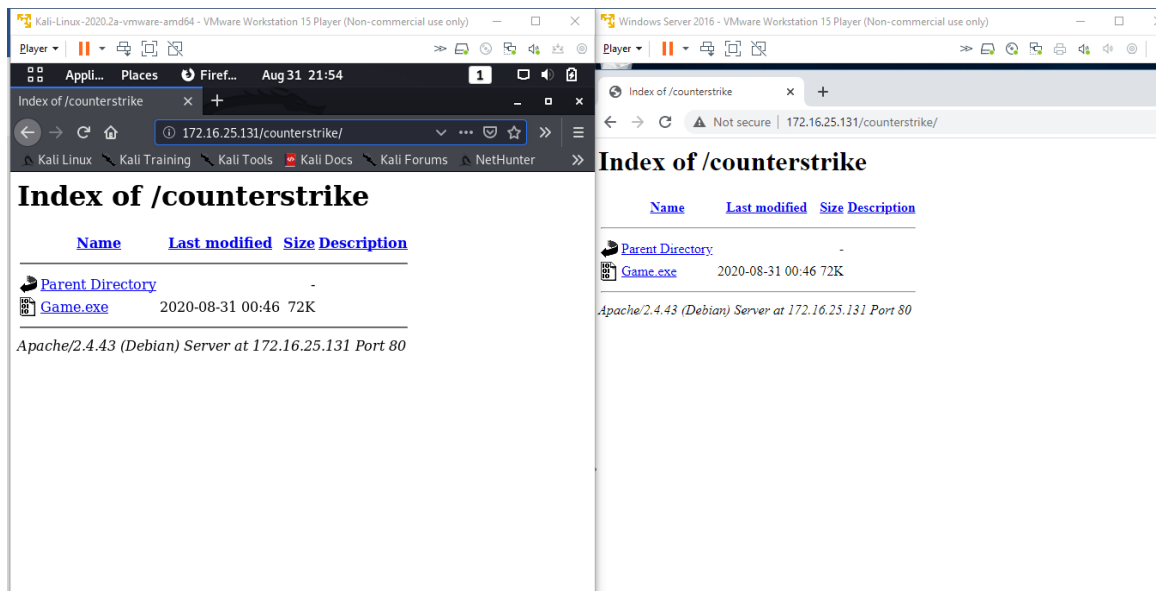 Kali-Linux-2020.2a-vmware-amd64 - VMware Workstation 15 Player (Non-commercial use only)
Player
Appli... Places Firef... Aug 31 21:54 1
Index of /counterstrike
172.16.25.131/counterstrike/
Kali Linux Kali Training Kali Tools Kali Docs Kali Forums NetHunter
Index of /counterstrike
Name Last modified Size Description
Parent Directory -
Game.exe 2020-08-31 00:46 72K
Apache/2.4.43 (Debian) Server at 172.16.25.131 Port 80
Windows Server 2016 - VMware Workstation 15 Player (Non-commercial use only)
Player
Index of /counterstrike
Not secure 172.16.25.131/counterstrike/
Index of /counterstrike
Name Last modified Size Description
Parent Directory -
Game.exe 2020-08-31 00:46 72K
Apache/2.4.43 (Debian) Server at 172.16.25.131 Port 80